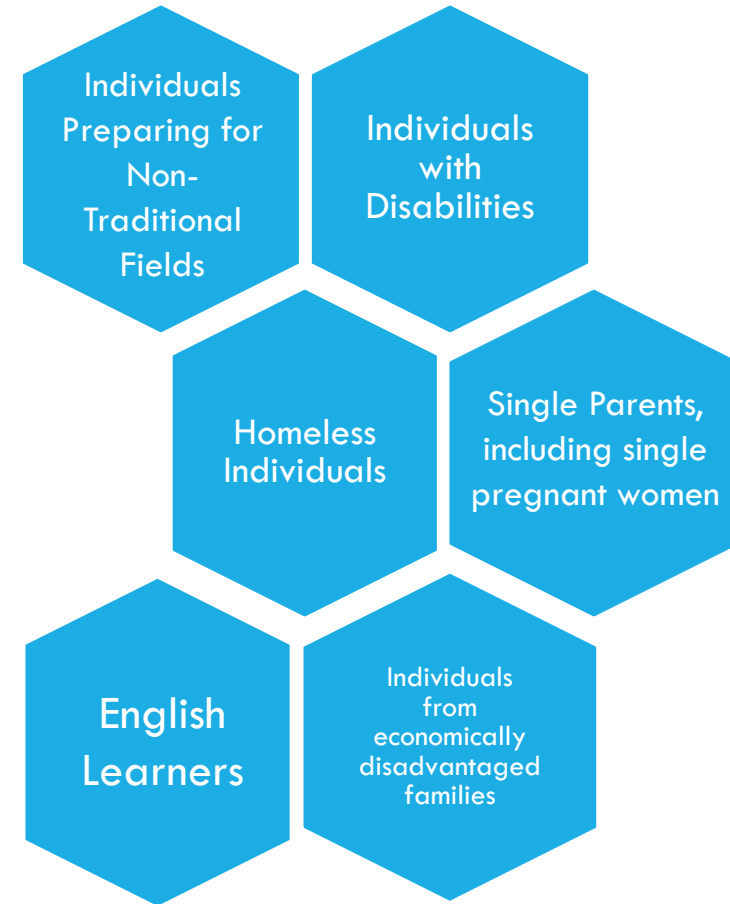 Individuals
Preparing for
Non-
Traditional
Fields
Individuals
with
Disabilities
Homeless
Individuals
Single Parents,
including single
pregnant women
English
Learners
Individuals
from
economically
disadvantaged
families